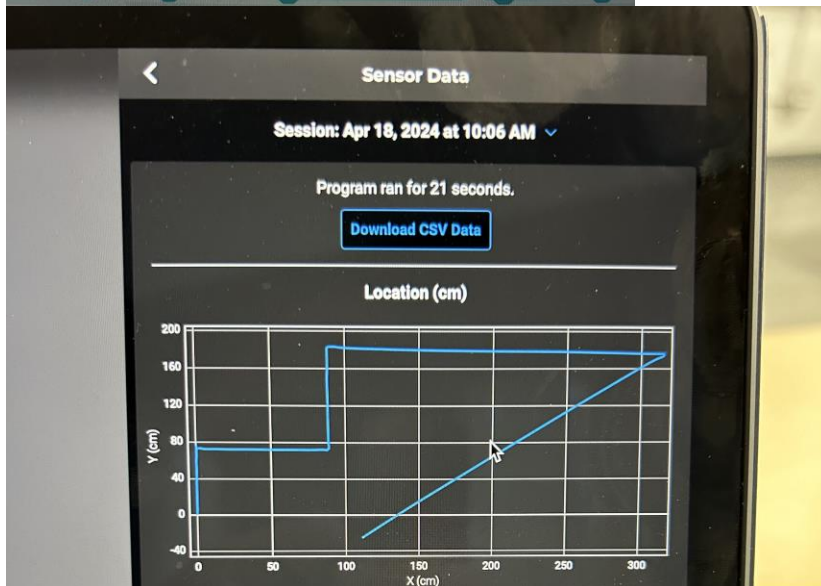 Sensor Data
Session: Apr 18, 2024 at 10:06 AM
Program ran for 21 seconds.
Download CSV Data
Location (cm)
200
160
120
80
40
0
-40
Y (cm)
0 50 100 150 200 250 300
X (cm)